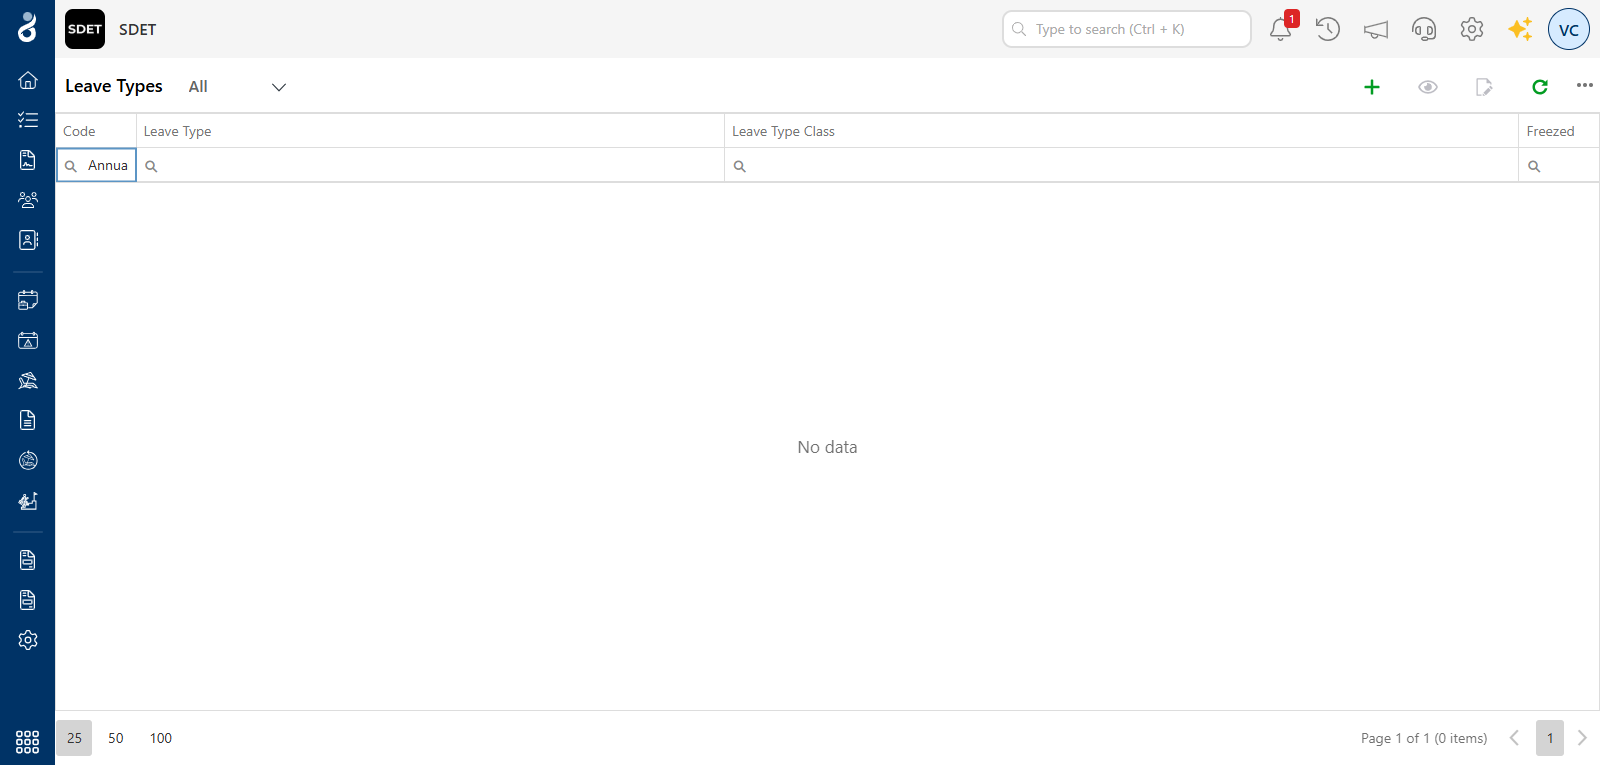 SDET SDET Type to search (Ctrl + K) 1 VC
Leave Types All
Code Leave Type Leave Type Class Freezed
Annua
No data
25 50 100 Page 1 of 1 (0 items) 1